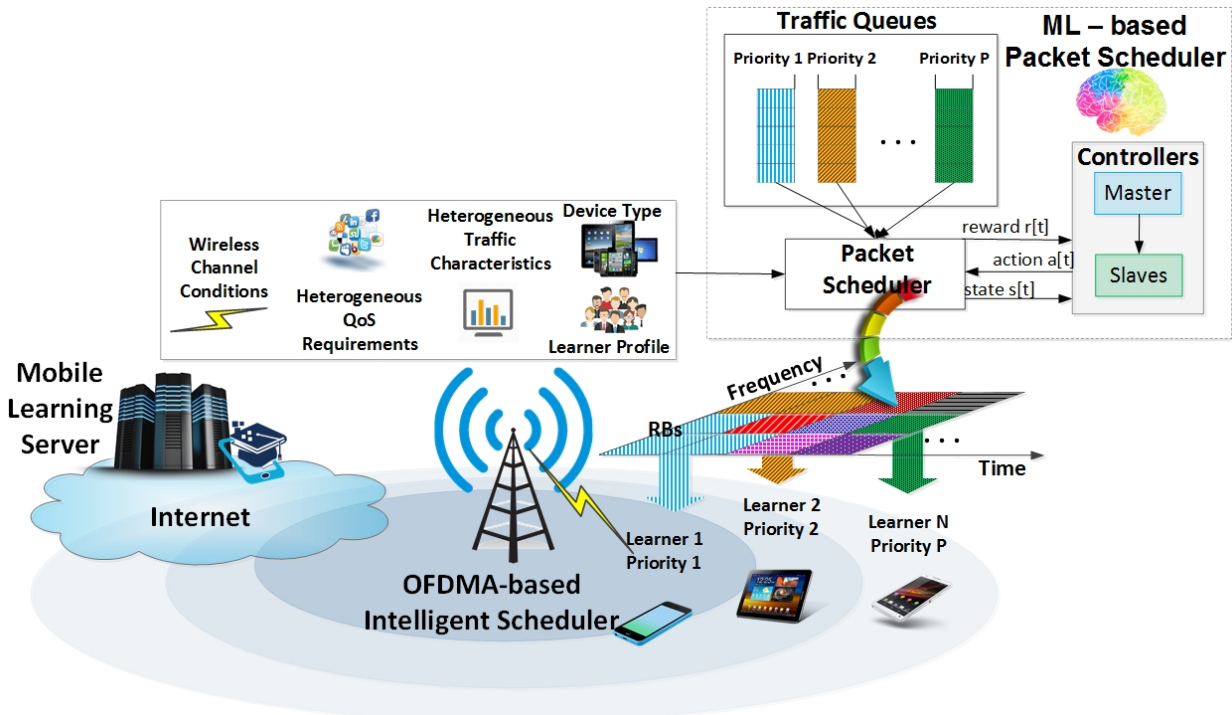 Traffic Queues
Priority 1
Priority 2
Priority P
. . .
ML – based
Packet Scheduler
Controllers
Master
Slaves
reward r[t]
action a[t]
state s[t]
Packet
Scheduler
Wireless
Channel
Conditions
Heterogeneous
QoS
Requirements
Heterogeneous
Traffic
Characteristics
Device Type
Learner Profile
Mobile
Learning
Server
Internet
OFDMA-based
Intelligent Scheduler
Frequency
. . .
RBs
. . .
Time
Learner 1
Priority 1
Learner 2
Priority 2
Learner N
Priority P